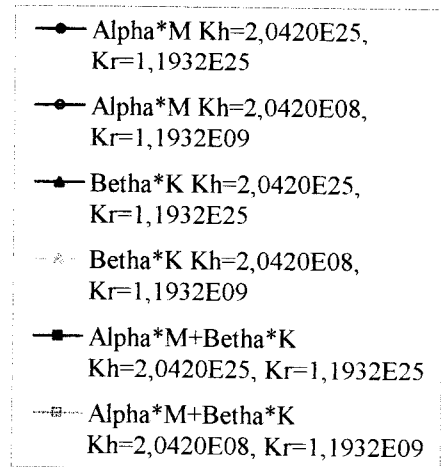 Alpha*M Kh=2,0420E25,
Kr=1,1932E25
Alpha*M Kh=2,0420E08,
Kr=1,1932E09
Betha*K Kh=2,0420E25,
Kr=1,1932E25
Betha*K Kh=2,0420E08,
Kr=1,1932E09
Alpha*M+Betha*K
Kh=2,0420E25, Kr=1,1932E25
Alpha*M+Betha*K
Kh=2,0420E08, Kr=1,1932E09